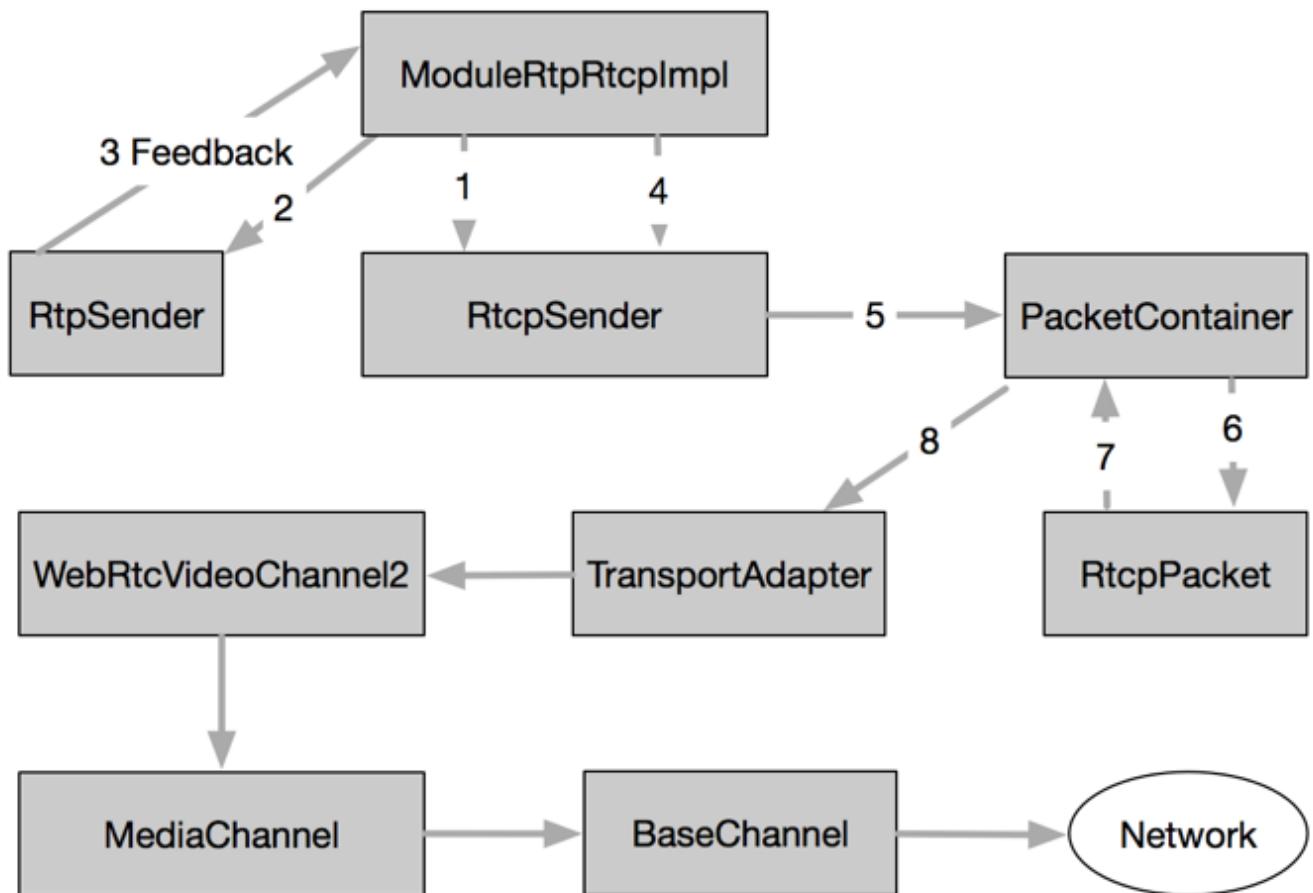 ModuleRtpRtcpImpl
3 Feedback
2
1
4
RtpSender
RtcpSender
5
PacketContainer
8
7
6
WebRtcVideoChannel2
TransportAdapter
RtcpPacket
MediaChannel
BaseChannel
Network